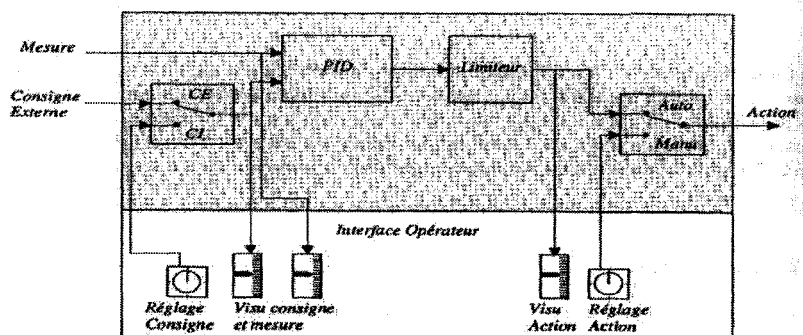 Mesure
PID
Limiteur
CE
Consigne
Externe
CI
Auto
Action
Manu
Interface Opérateur
Réglage
Consigne
Visu consigne
et mesure
Visu
Action
Réglage
Action